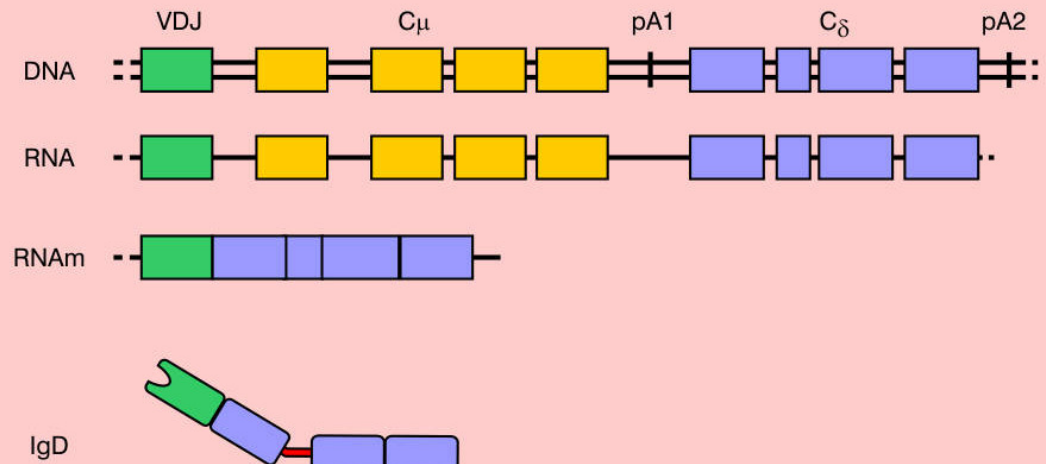 VDJ Cμ pA1 Cδ pA2
DNA
RNA
RNAm
IgD